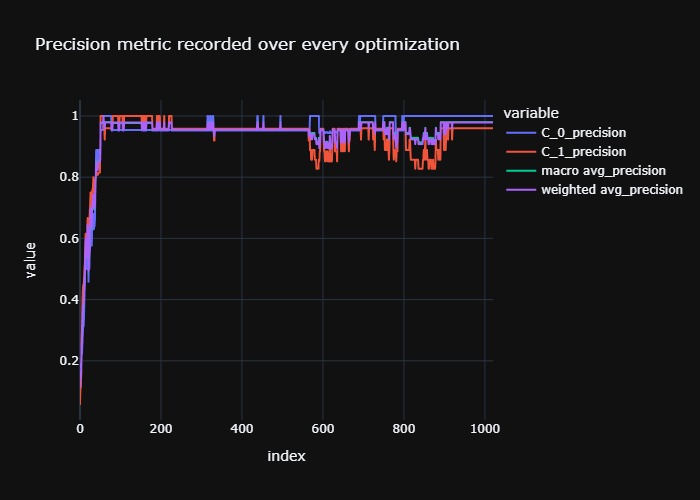 Precision metric recorded over every optimization
variable
C_0_precision
C_1_precision
macro avg_precision
weighted avg_precision
value
1
0.8
0.6
0.4
0.2
0 200 400 600 800 1000
index